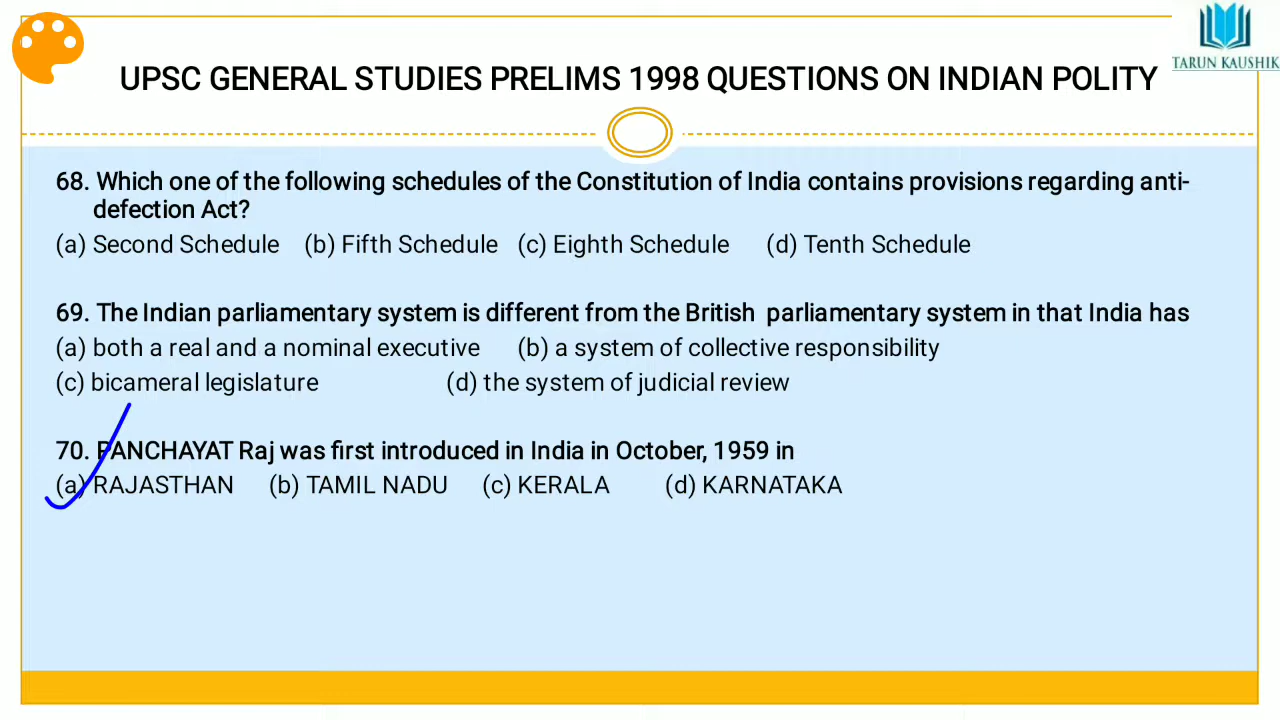 TARUN KAUSHIK
UPSC GENERAL STUDIES PRELIMS 1998 QUESTIONS ON INDIAN POLITY
68. Which one of the following schedules of the Constitution of India contains provisions regarding anti-
defection Act?
(a) Second Schedule (b) Fifth Schedule (c) Eighth Schedule (d) Tenth Schedule
69. The Indian parliamentary system is different from the British parliamentary system in that India has
(a) both a real and a nominal executive (b) a system of collective responsibility
(c) bicameral legislature (d) the system of judicial review
70. PANCHAYAT Raj was first introduced in India in October, 1959 in
(a) RAJASTHAN (b) TAMIL NADU (c) KERALA (d) KARNATAKA